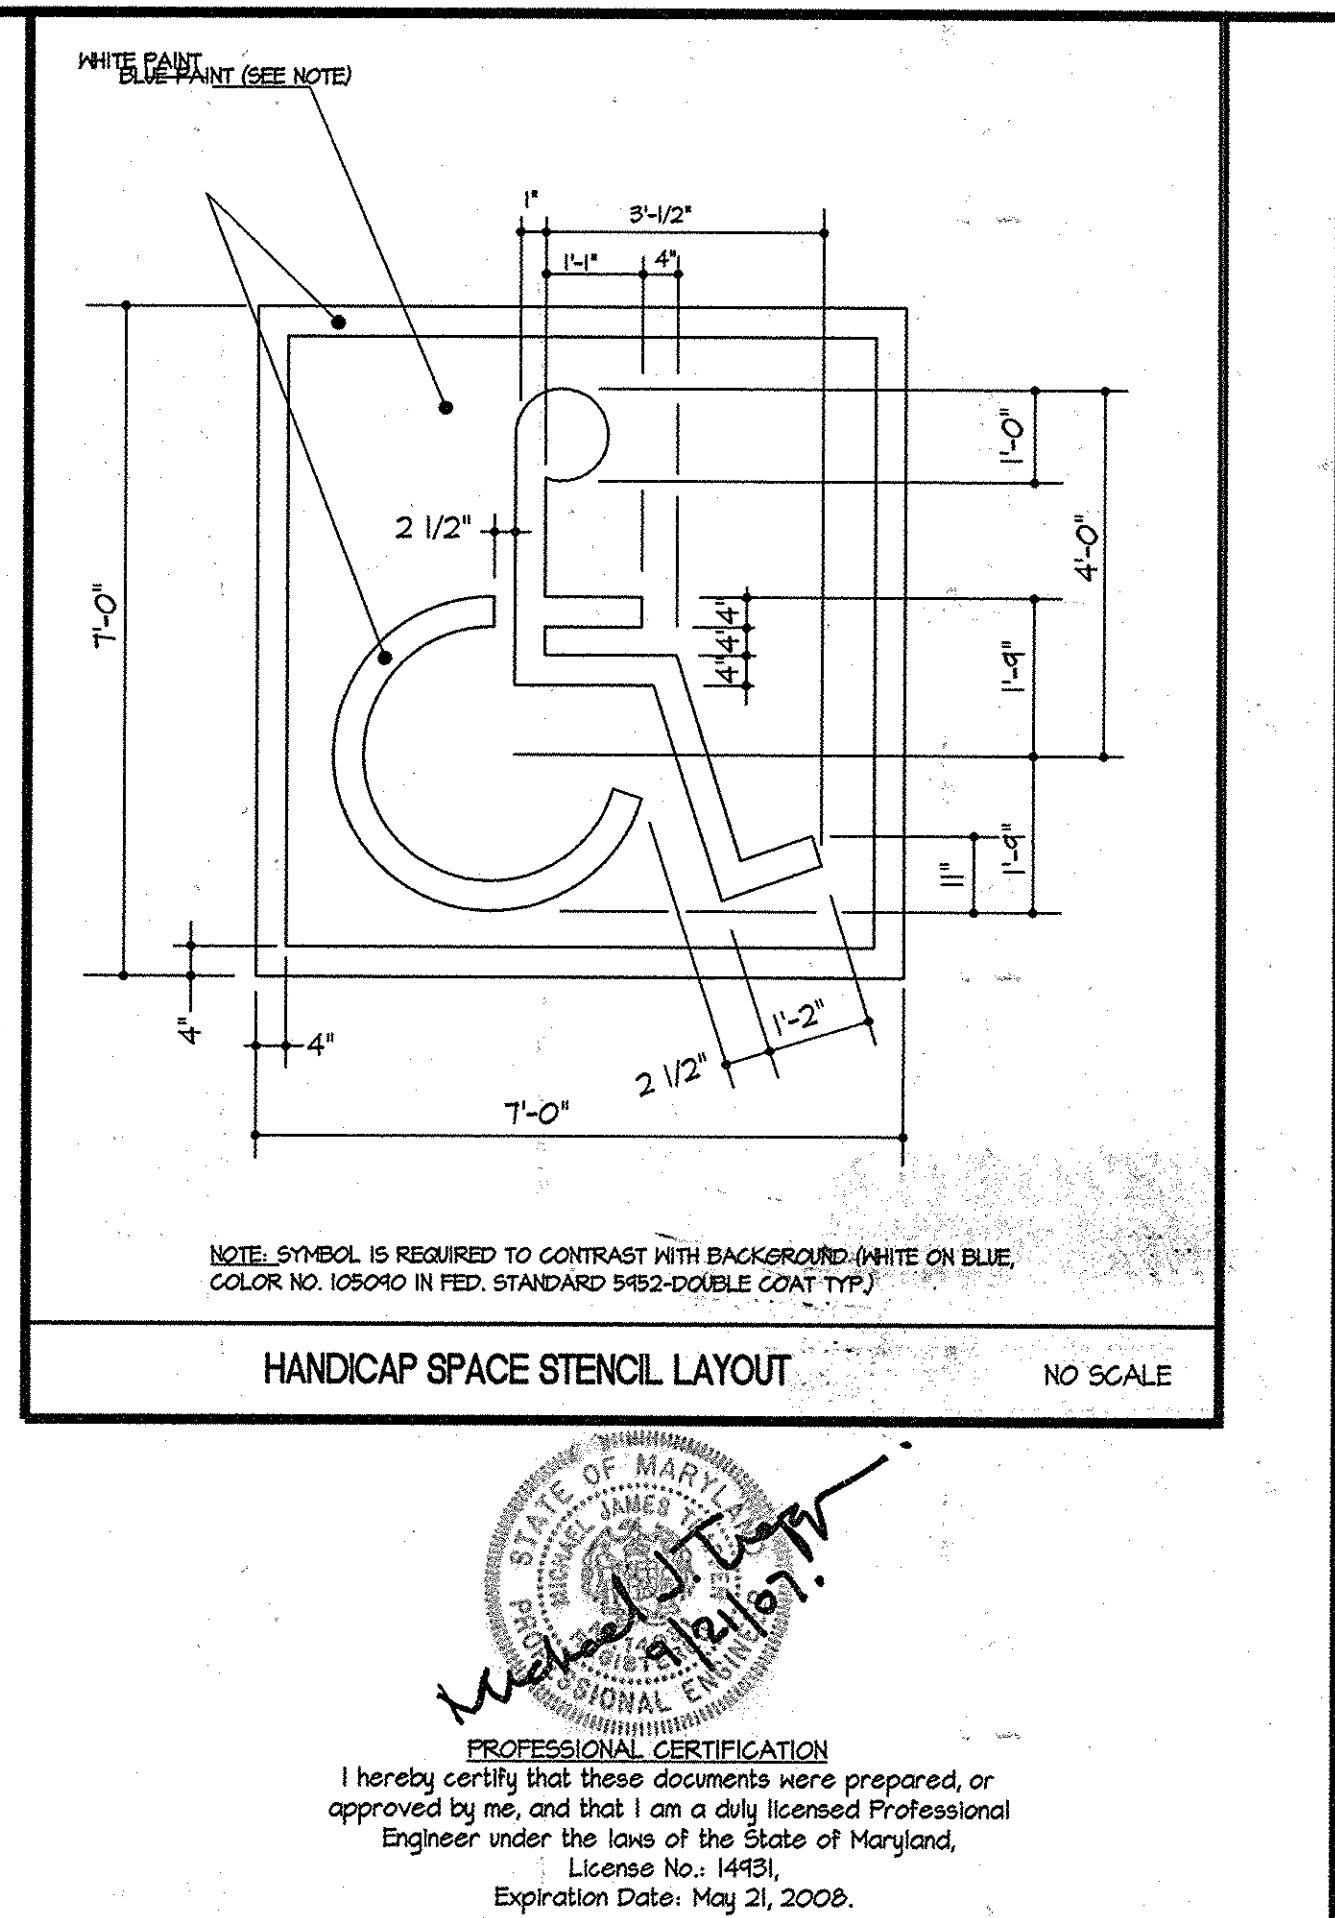 WHITE PAINT
BLUE PAINT (SEE NOTE)
1"
3'-1/2"
1'-1"
4"
1'-0"
4'-0"
2 1/2"
7'-0"
4"
4"
4"
1'-9"
1'-9"
11"
4"
4"
1'-2"
2 1/2"
7'-0"
NOTE: SYMBOL IS REQUIRED TO CONTRAST WITH BACKGROUND (WHITE ON BLUE,
COLOR NO. 105090 IN FED. STANDARD 5952-DOUBLE COAT TYP.)
HANDICAP SPACE STENCIL LAYOUT
NO SCALE
STATE OF MARYLAND
MICHAEL JAMES
PROFESSIONAL ENGINEER
Michael J.
9/21/07.
PROFESSIONAL CERTIFICATION
I hereby certify that these documents were prepared, or
approved by me, and that I am a duly licensed Professional
Engineer under the laws of the State of Maryland,
License No.: 14931,
Expiration Date: May 21, 2008.